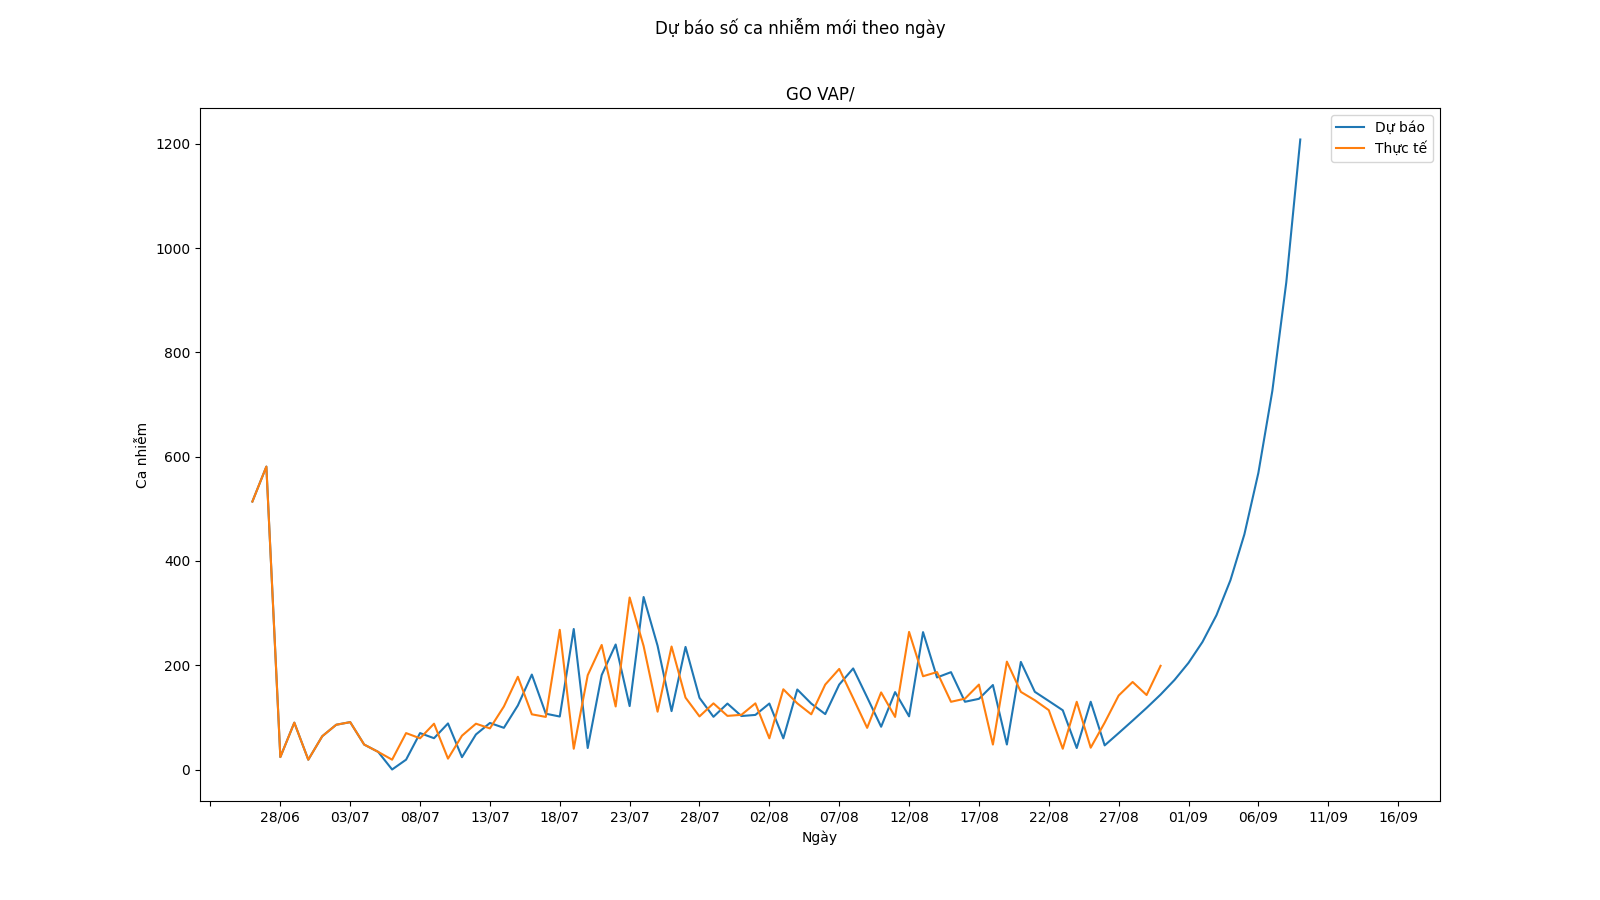 Dự báo số ca nhiễm mới theo ngày
GO VAP/
Dự báo
Thực tế
1200
1000
800
600
400
200
0
Ca nhiễm
28/06 03/07 08/07 13/07 18/07 23/07 28/07 02/08 07/08 12/08 17/08 22/08 27/08 01/09 06/09 11/09 16/09
Ngày